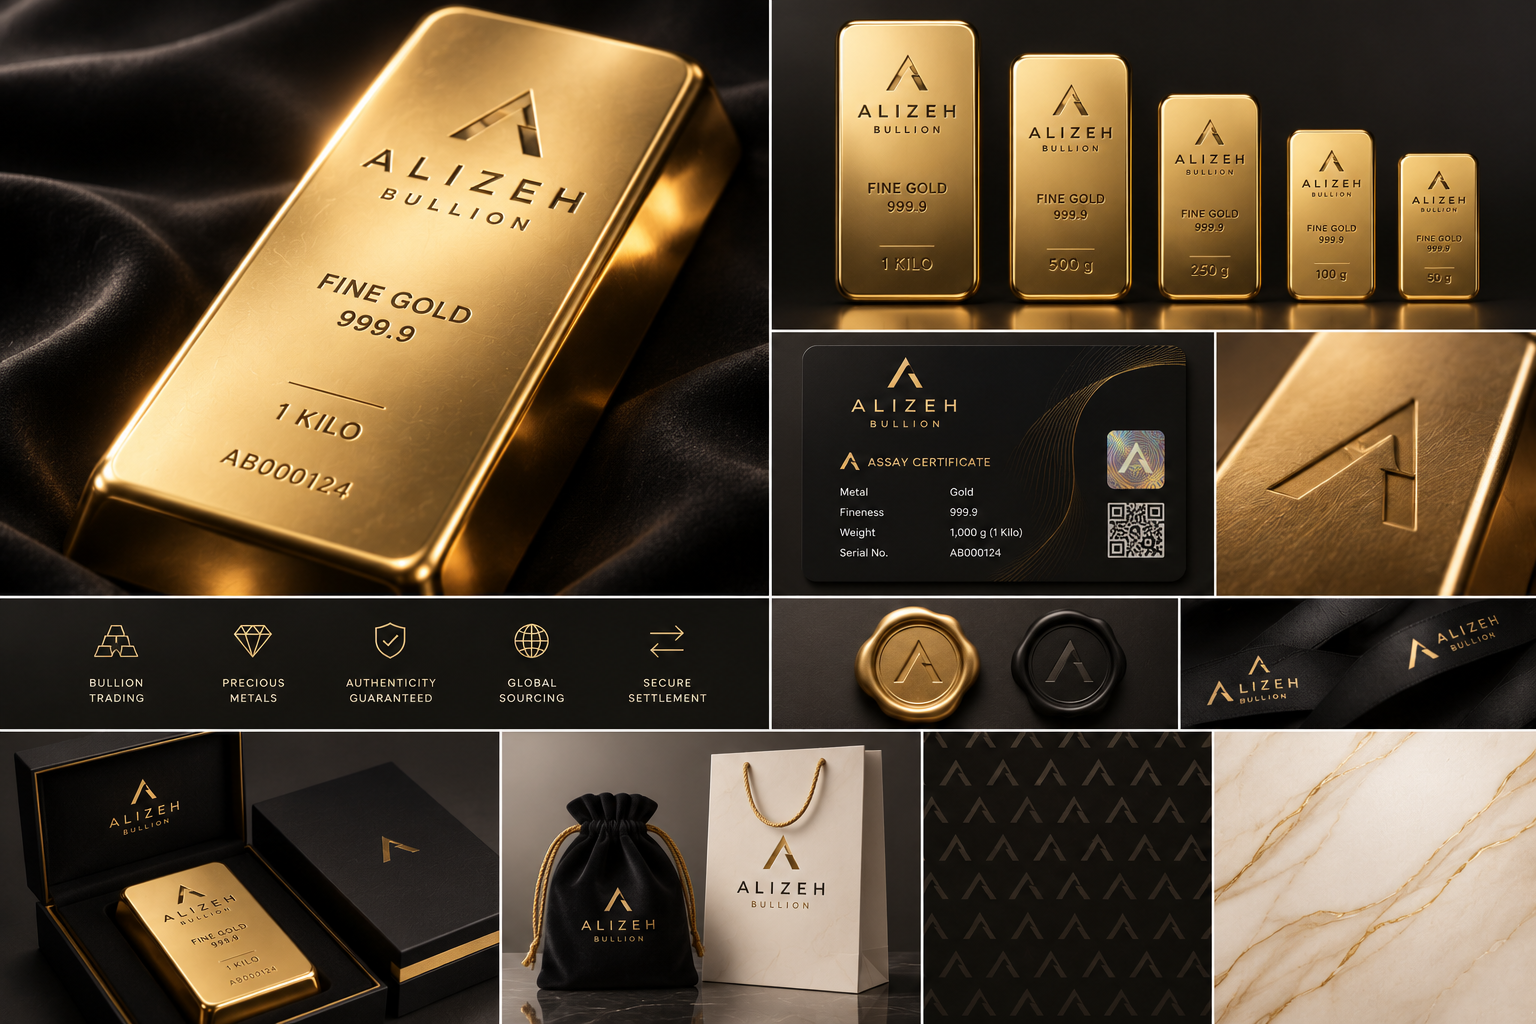 ALIZEH
BULLION
FINE GOLD
999.9
1 KILO
AB000124
ALIZEH
BULLION
FINE GOLD
999.9
1 KILO
ALIZEH
BULLION
FINE GOLD
999.9
500 g
ALIZEH
BULLION
FINE GOLD
999.9
250 g
ALIZEH
BULLION
FINE GOLD
999.9
100 g
ALIZEH
BULLION
FINE GOLD
999.9
50 g
ALIZEH
BULLION
ASSAY CERTIFICATE
Metal Gold
Fineness 999.9
Weight 1,000 g (1 Kilo)
Serial No. AB000124
BULLION
TRADING
PRECIOUS
METALS
AUTHENTICITY
GUARANTEED
GLOBAL
SOURCING
SECURE
SETTLEMENT
ALIZEH
BULLION
ALIZEH
BULLION
ALIZEH
BULLION
ALIZEH
BULLION
FINE GOLD
999.9
1 KILO
AB000124
ALIZEH
BULLION
ALIZEH
BULLION